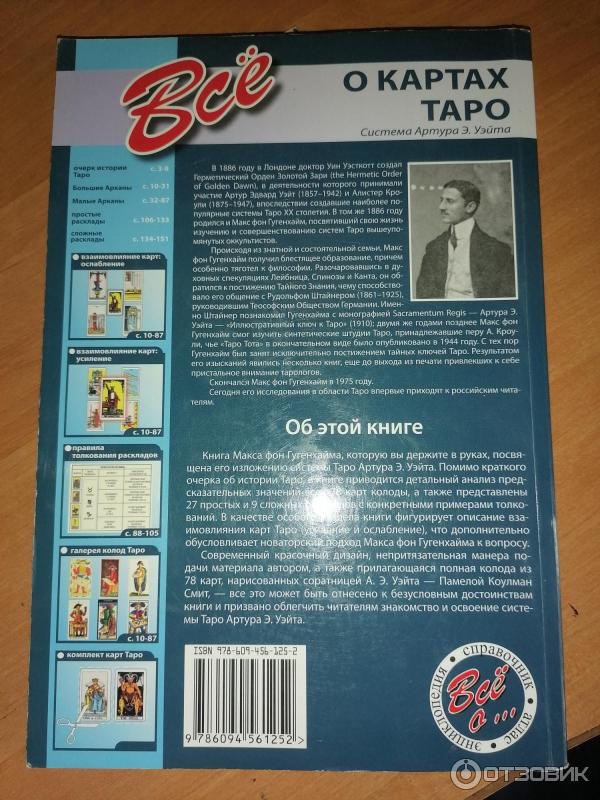 Всё
О КАРТАХ
ТАРО
Система Артура Э. Уэйта
очерк истории
Таро с. 3-8
Большие Арканы с. 10-31
Малые Арканы с. 32-87
простые
расклады с. 106-133
сложные
расклады с. 134-151
взаимовлияние карт:
ослабление
с. 10-87
взаимовлияние карт:
усиление
с. 10-87
правила
толкования раскладов
с. 88-105
галерея колод Таро
с. 10-87
комплект карт Таро
В 1886 году в Лондоне доктор Уин Уэсткотт создал
Герметический Орден Золотой Зари (the Hermetic Order
of Golden Dawn), в деятельности которого принимали
участие Артур Эдвард Уэйт (1857–1942) и Алистер Кро-
ули (1875–1947), впоследствии создавшие наиболее по-
пулярные системы Таро XX столетия. В том же 1886 году
родился и Макс фон Гугенхайм, посвятивший свою жизнь
изучению и совершенствованию систем Таро вышеупо-
мянутых оккультистов.
Происходя из знатной и состоятельной семьи, Макс
фон Гугенхайм получил блестящее образование, причем
особенно тяготел к философии. Разочаровавшись в ду-
ховных спекуляциях Лейбница, Спинозы и Канта, он обрат-
ился к постижению Тайного Знания, чему способство-
вало его общение с Рудольфом Штайнером (1861–1925),
руководившим Теософским Обществом Германии. Имен-
но Штайнер познакомил Гугенхайма с монографией Sacramentum Regis — Артура Э.
Уэйта — «Иллюстративный ключ к Таро» (1910); двумя же годами позднее Макс фон
Гугенхайм смог изучить синтетические штудии Таро, принадлежавшие перу А. Кроу-
ли, чье «Таро Тота» в окончательном виде было опубликовано в 1944 году. С тех пор
Гугенхайм был занят исключительно постижением тайных ключей Таро. Результатом
его изысканий явились несколько книг, еще до выхода из печати привлекших к себе
пристальное внимание тарологов.
Скончался Макс фон Гугенхайм в 1975 году.
Сегодня его исследования в области Таро впервые приходят к российским чита-
телям.
Об этой книге
Книга Макса фон Гугенхайма, которую вы держите в руках, посвя-
щена его изложению системы Таро Артура Э. Уэйта. Помимо краткого
очерка об истории Таро, в книге приводится детальный анализ пред-
сказательных значений карт колоды, а также представлены
27 простых и 9 сложных с конкретными примерами толко-
ваний. В качестве особого раздела книги фигурирует описание вза-
имовлияния карт Таро (усиление и ослабление), что дополнительно
обусловливает новаторский подход Макса фон Гугенхайма к вопросу.
Современный красочный дизайн, непритязательная манера по-
дачи материала автором, а также прилагающаяся полная колода из
78 карт, нарисованных соратницей А. Э. Уэйта — Памелой Коулман
Смит, — все это может быть отнесено к безусловным достоинствам
книги и призвано облегчить читателям знакомство и освоение систе-
мы Таро Артура Э. Уэйта.
ISBN 978-609-456-125-2
9 786094 561252
энциклопедия • справочник • атлас
Всё о...
ОТЗОВИК